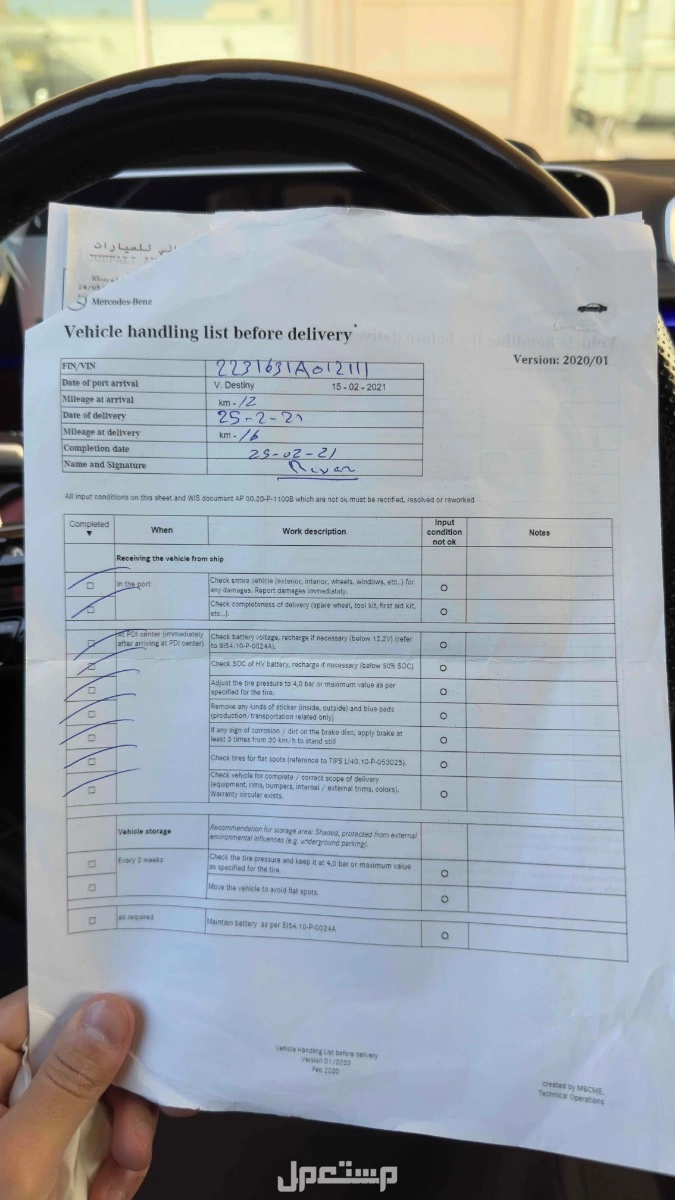 الي للسيارات
Mercedes-Benz
Vehicle handling list before delivery*
Version: 2020/01
FIN/VIN 2231631A012111
Date of port arrival V. Destiny 15-02-2021
Mileage at arrival km-12
Date of delivery 25-2-21
Mileage at delivery km-16
Completion date 25-02-21
Name and Signature
All input conditions on this sheet and WIS document AP 00.20-P-1100B which are not ok must be rectified, resolved or reworked
Completed ▼ When Work description Input condition not ok Notes
Receiving the vehicle from ship
In the port Check entire vehicle (exterior, interior, wheels, windows, etc.) for
any damages. Report damages immediately.
Check completeness of delivery (spare wheel, tool kit, first aid kit,
etc...).
At PDI center (immediately after arriving at PDI center) Check battery voltage, recharge if necessary (below 12.2V) (refer
to SI54.10-P-0024A).
Check SOC of HV battery, recharge if necessary (below 50% SOC)
Adjust the tire pressure to 4,0 bar or maximum value as per
specified for the tire.
Remove any kinds of sticker (inside, outside) and blue pads
(production/ transportation related only)
If any sign of corrosion / dirt on the brake disc, apply brake at
least 3 times from 30 km/h to stand still
Check tires for flat spots (reference to TIPS LI40.10-P-053025).
Check vehicle for complete / correct scope of delivery
(equipment, rims, bumpers, internal / external trims, colors).
Warranty circular exists.
Vehicle storage Recommendation for storage area: Shaded, protected from external
environmental influences (e.g. underground parking).
Every 2 weeks Check the tire pressure and keep it at 4,0 bar or maximum value
as specified for the tire.
Move the vehicle to avoid flat spots.
as required Maintain battery as per SI54.10-P-0024A
Vehicle Handling List before delivery
Version 01/2020
Feb 2020
created by MBCME,
Technical Operations
مستعمل